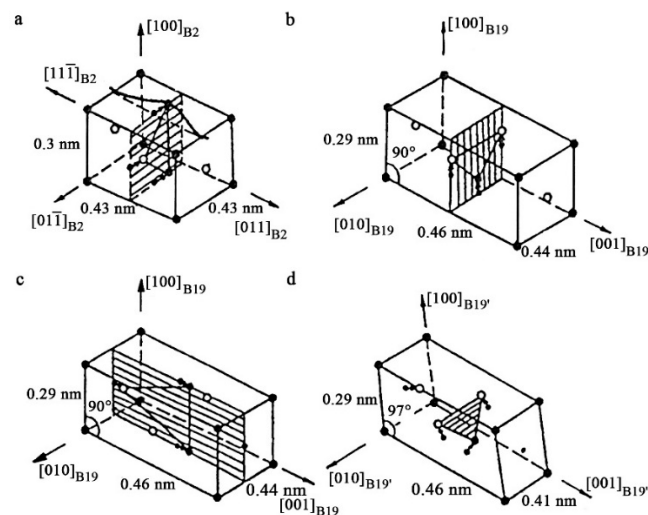 a
[100]B2
[111̅]B2
0.3 nm
[011̅]B2
0.43 nm
0.43 nm
[011]B2
b
[100]B19
0.29 nm
90°
[010]B19
0.46 nm
0.44 nm
[001]B19
c
[100]B19
0.29 nm
90°
[010]B19
0.46 nm
0.44 nm
[001]B19
d
[100]B19'
0.29 nm
97°
[010]B19'
0.46 nm
0.41 nm
[001]B19'